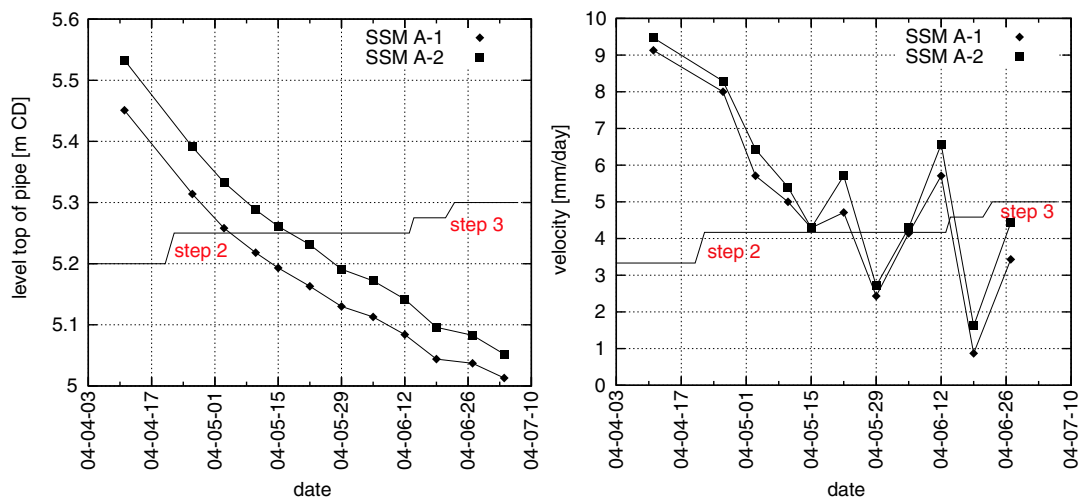 5.6
5.5
5.4
5.3
5.2
5.1
5
level top of pipe [m CD]
SSM A-1
SSM A-2
step 2
step 3
04-04-03
04-04-17
04-05-01
04-05-15
04-05-29
04-06-12
04-06-26
04-07-10
date
10
9
8
7
6
5
4
3
2
1
0
velocity [mm/day]
SSM A-1
SSM A-2
step 2
step 3
04-04-03
04-04-17
04-05-01
04-05-15
04-05-29
04-06-12
04-06-26
04-07-10
date